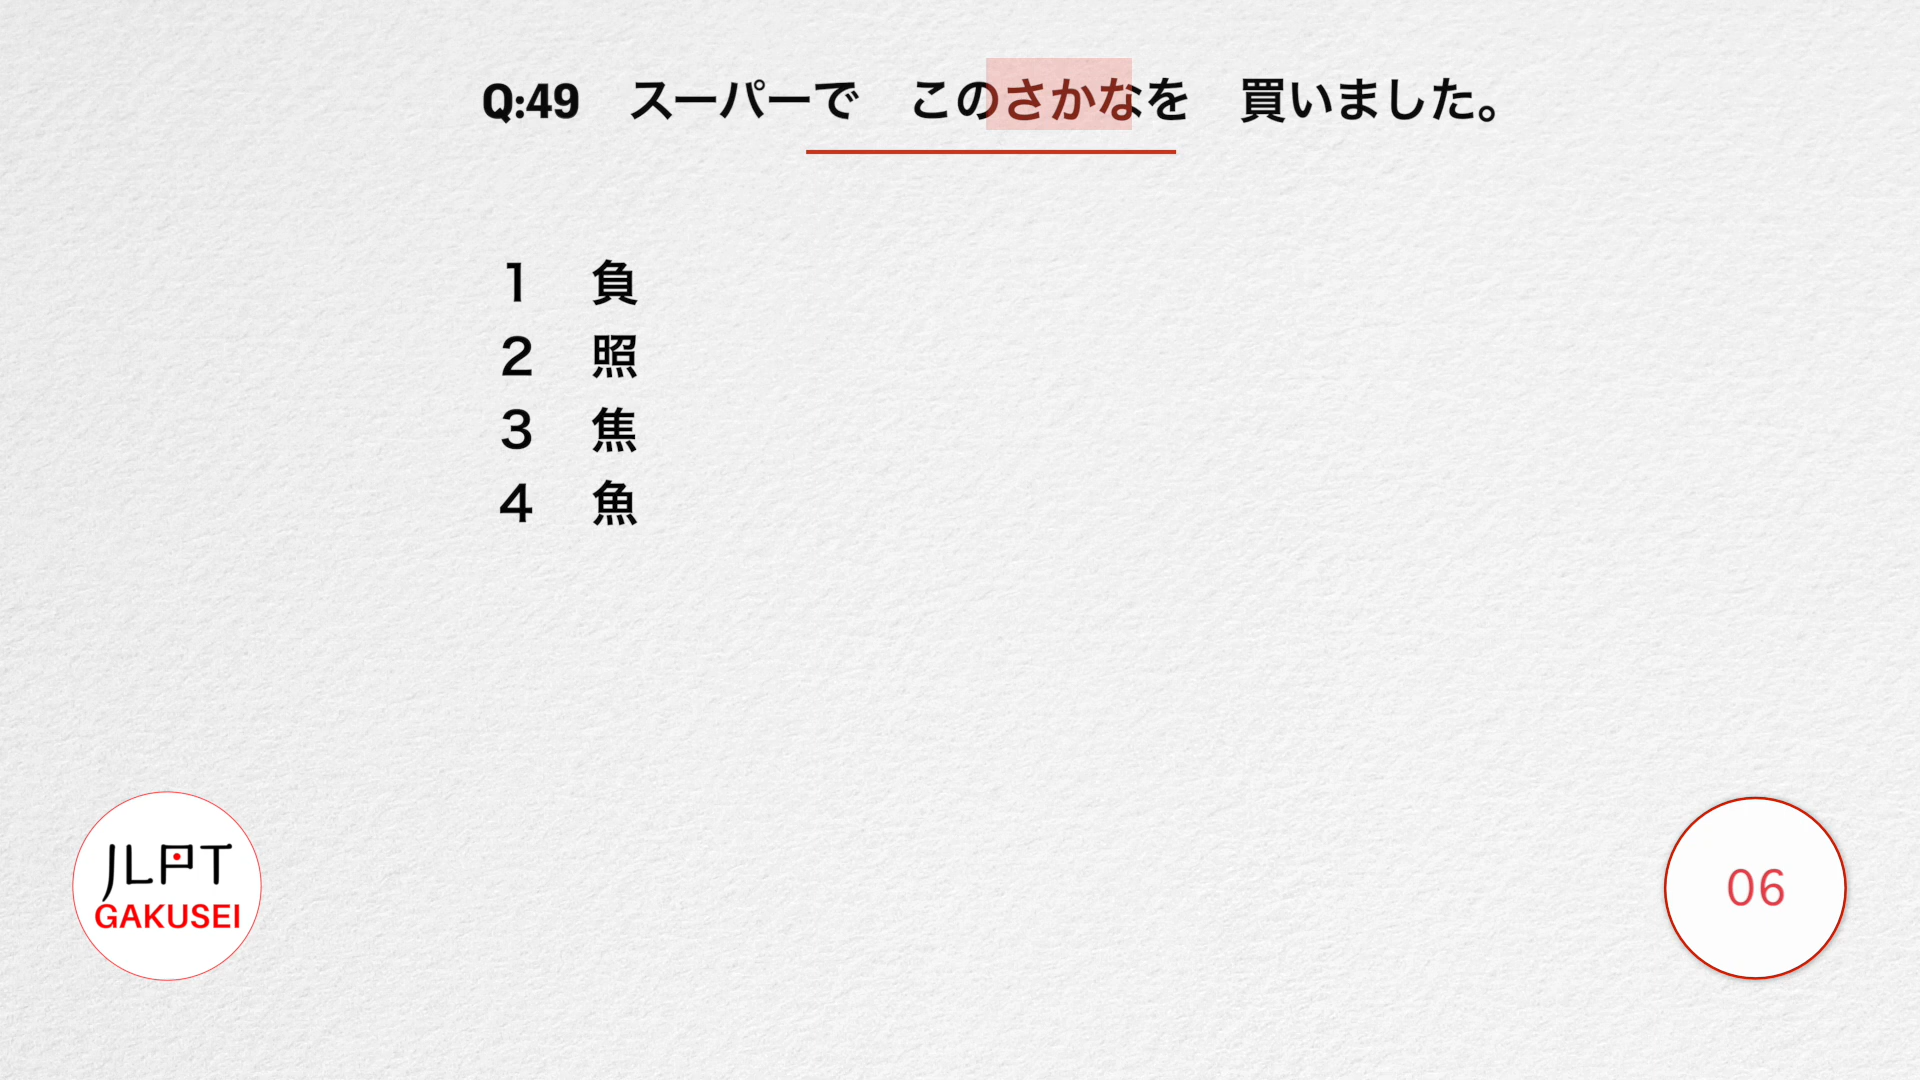 Q:49　スーパーで　このさかなを　買いました。
1　負
2　照
3　焦
4　魚
JLPT
GAKUSEI
06